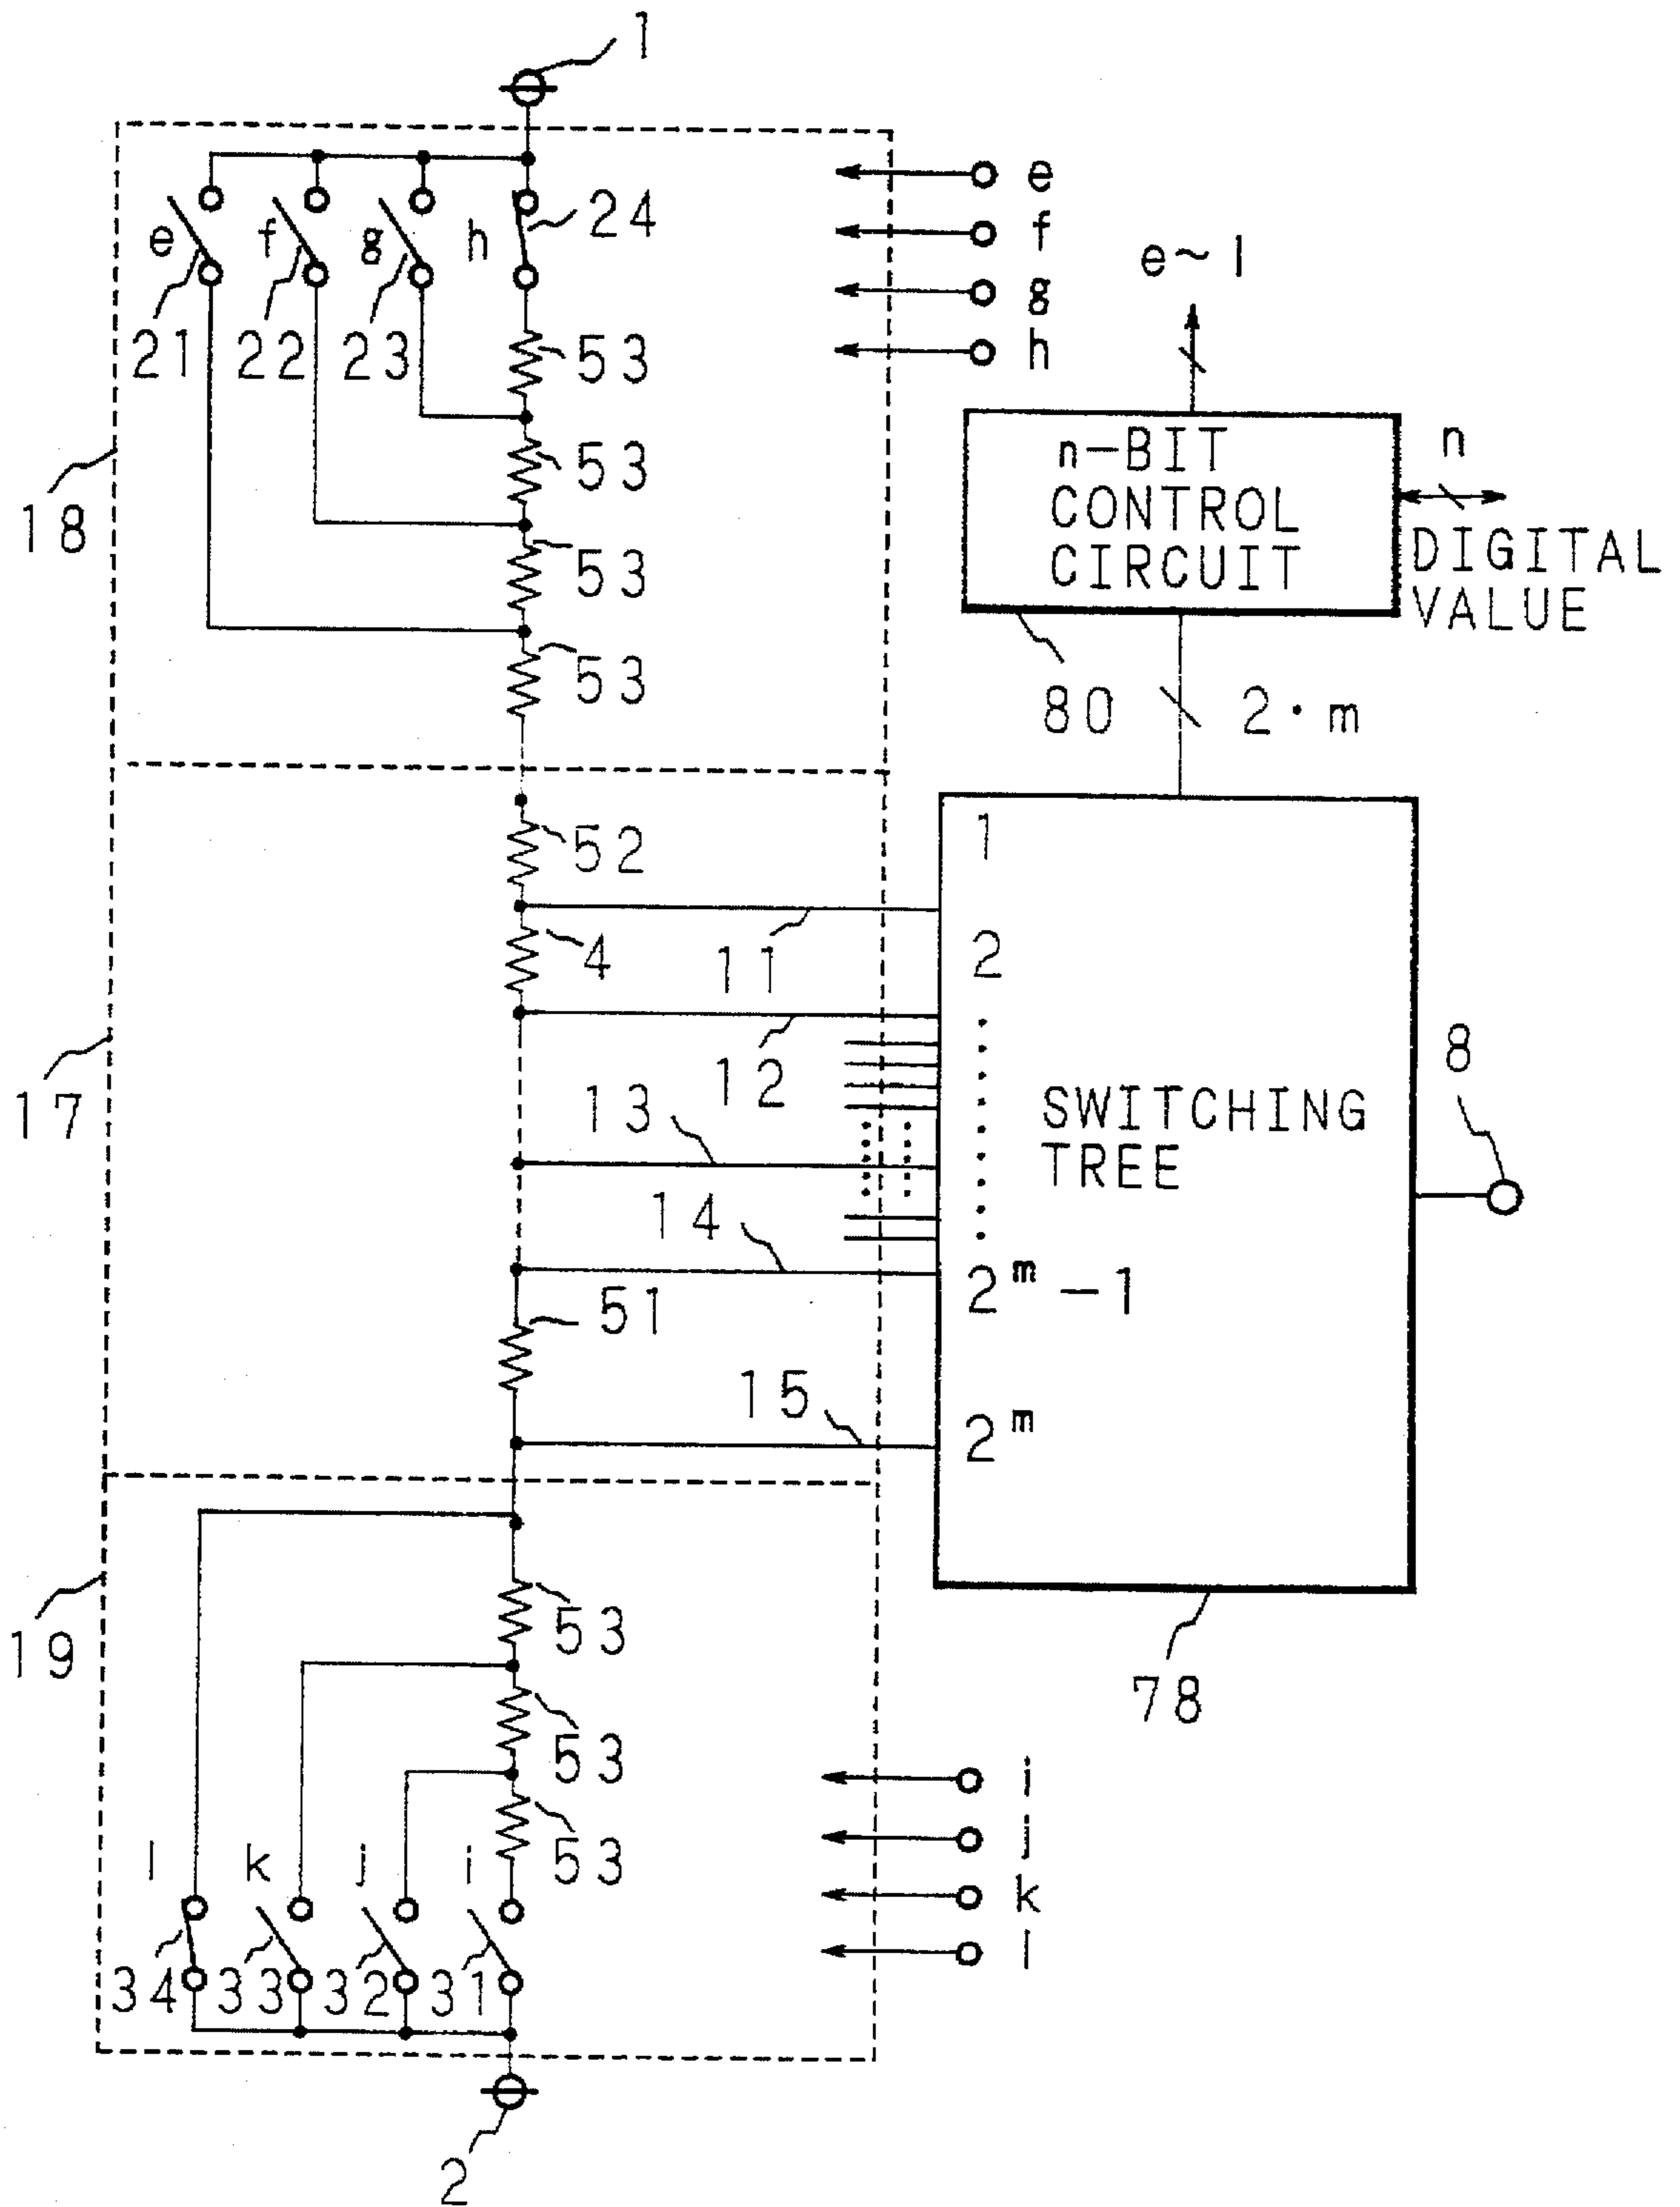 1
e
f
g
h
24
e
f
g
h
e~l
21
22
23
53
n-BIT
CONTROL
CIRCUIT
n
DIGITAL
VALUE
53
18
53
53
80
2·m
1
52
4
11
2
12
8
17
13
SWITCHING
TREE
14
2^m-1
51
15
2^m
53
19
78
53
i
j
53
l
k
j
i
k
l
34
33
32
31
2